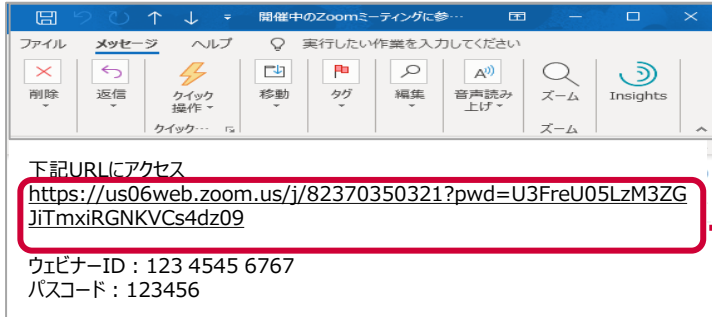 開催中のZoomミーティングに参…
ファイル メッセージ ヘルプ 実行したい作業を入力してください
削除 返信 クイック操作 移動 タグ 編集 音声読み上げ ズーム Insights
クイック… ズーム
下記URLにアクセス
https://us06web.zoom.us/j/82370350321?pwd=U3FreU05LzM3ZG
JiTmxiRGNKVCs4dz09
ウェビナーID：123 4545 6767
パスコード：123456